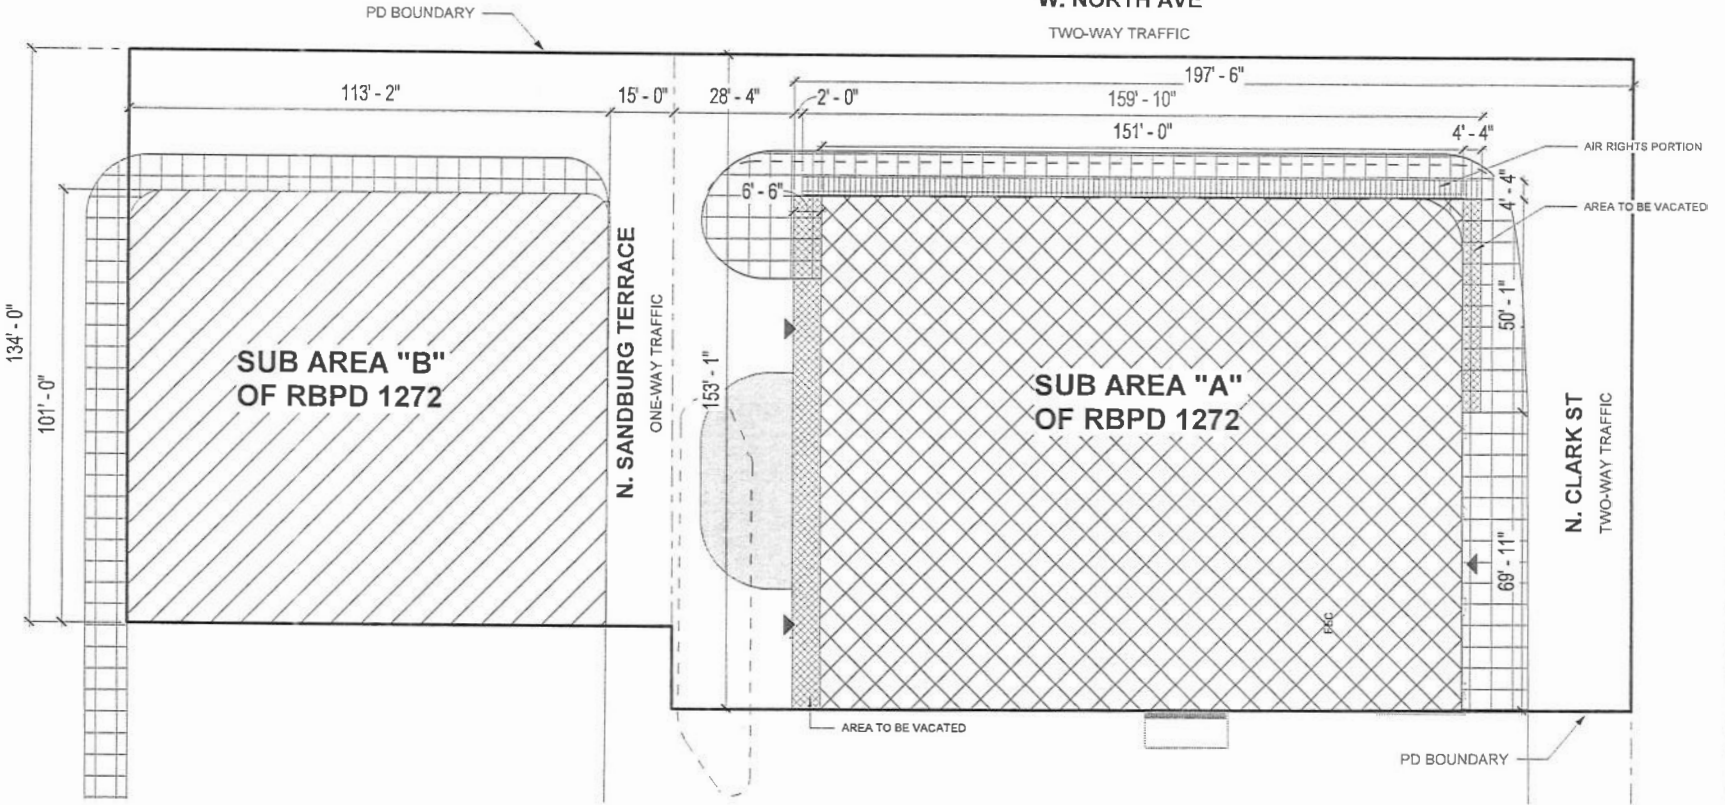 W. NORTH AVE
TWO-WAY TRAFFIC
PD BOUNDARY
197' - 6"
113' - 2"
15' - 0"
28' - 4"
2' - 0"
159' - 10"
151' - 0"
4' - 4"
AIR RIGHTS PORTION
6' - 6"
4' - 4"
AREA TO BE VACATED
134' - 0"
101' - 0"
SUB AREA "B"
OF RBPD 1272
N. SANDBURG TERRACE
ONE-WAY TRAFFIC
153' - 1"
SUB AREA "A"
OF RBPD 1272
50' - 1"
69' - 11"
N. CLARK ST
TWO-WAY TRAFFIC
AREA TO BE VACATED
PD BOUNDARY